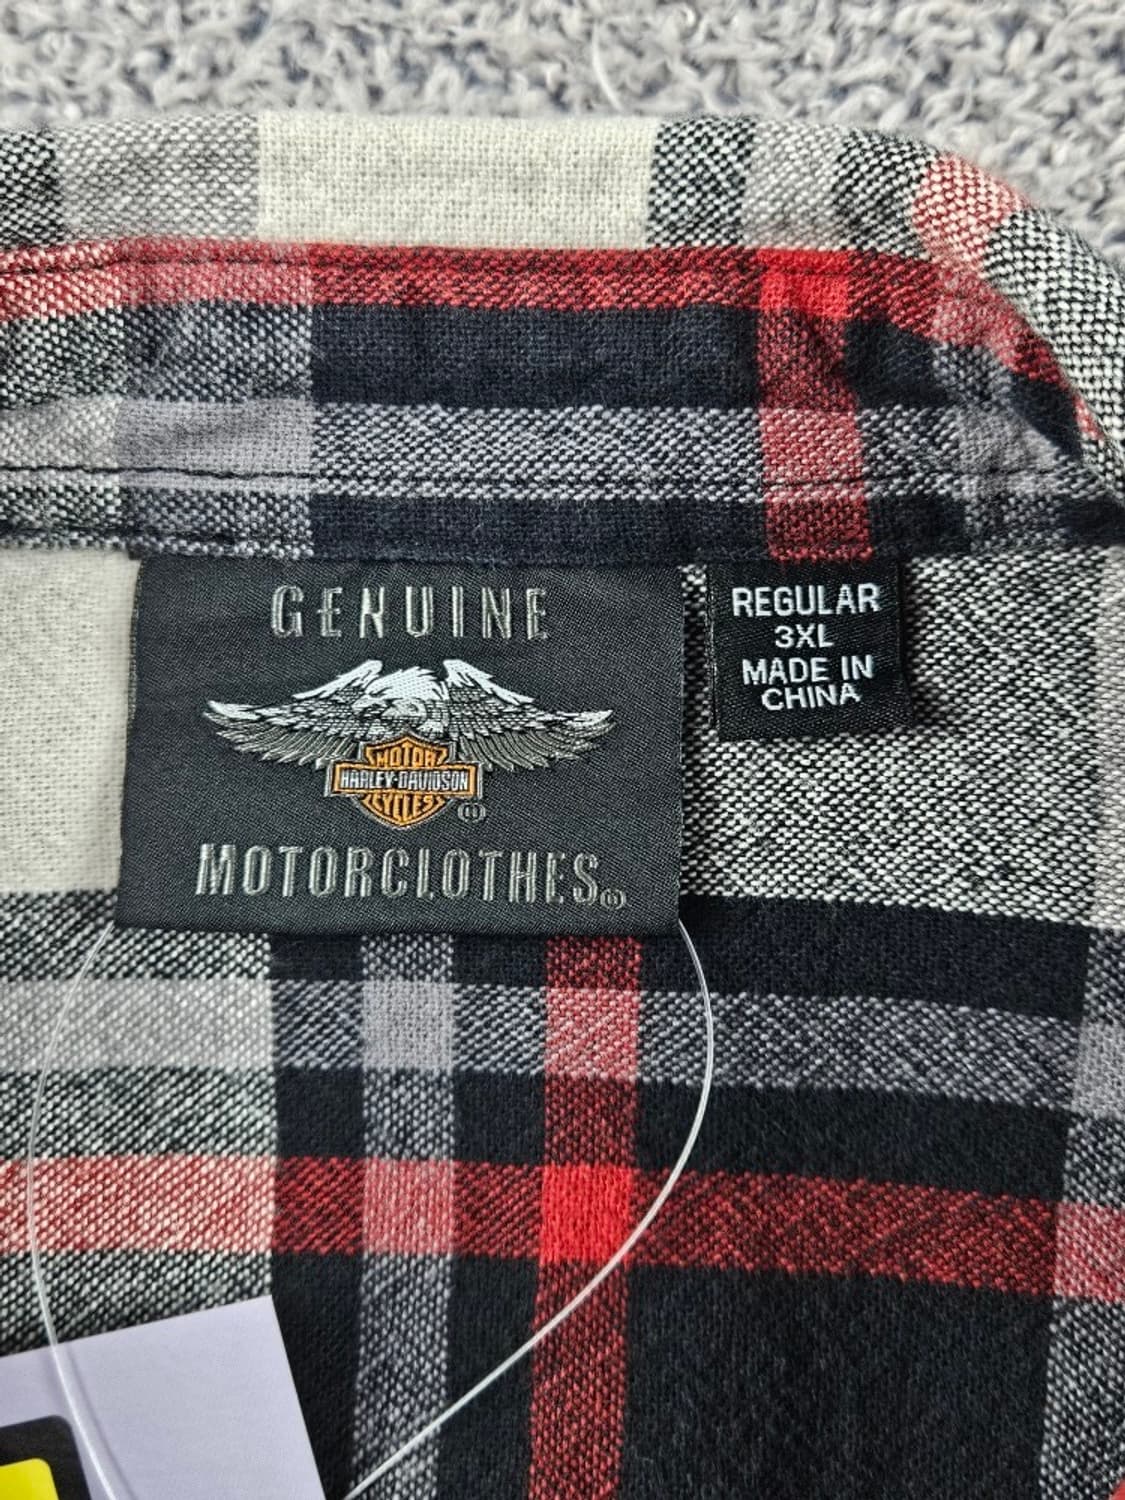 GENUINE
MOTOR
HARLEY-DAVIDSON
CYCLES
®
MOTORCLOTHES®
REGULAR
3XL
MADE IN
CHINA